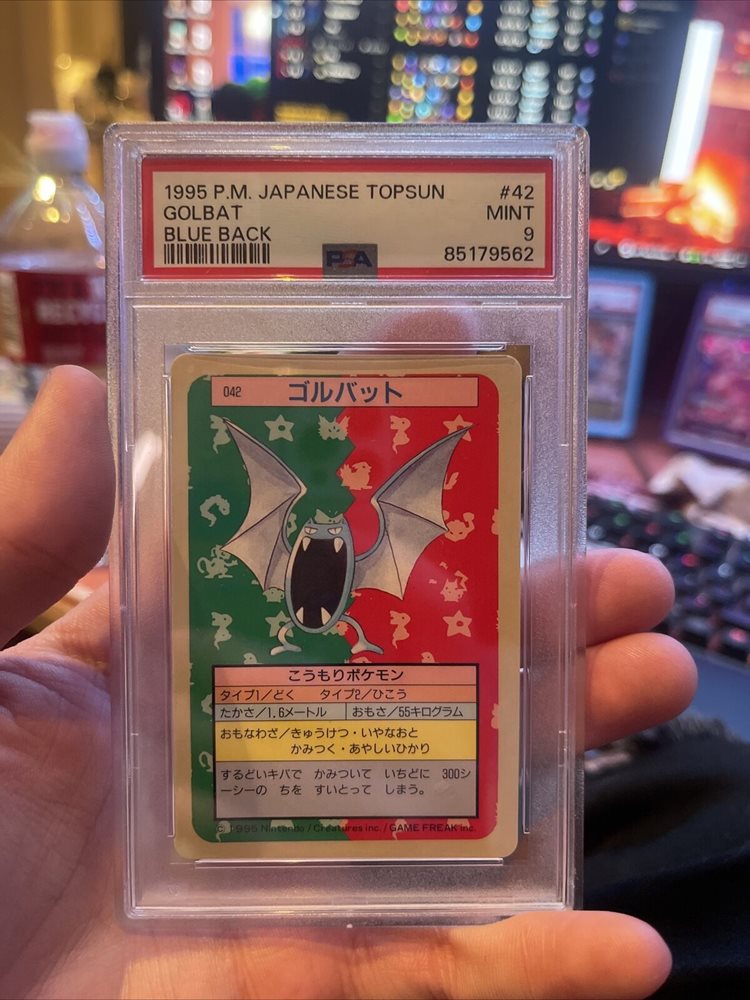 1995 P.M. JAPANESE TOPSUN #42
GOLBAT MINT
BLUE BACK 9
PSA 85179562
042 ゴルバット
こうもりポケモン
タイプ1/どく タイプ2/ひこう
たかさ/1.6メートル おもさ/55キログラム
おもなわざ/きゅうけつ・いやなおと
かみつく・あやしいひかり
するどいキバで かみついて いちどに 300シ
ーシーの ちを すいとって しまう。
© 1995 Nintendo / Creatures inc. / GAME FREAK inc.